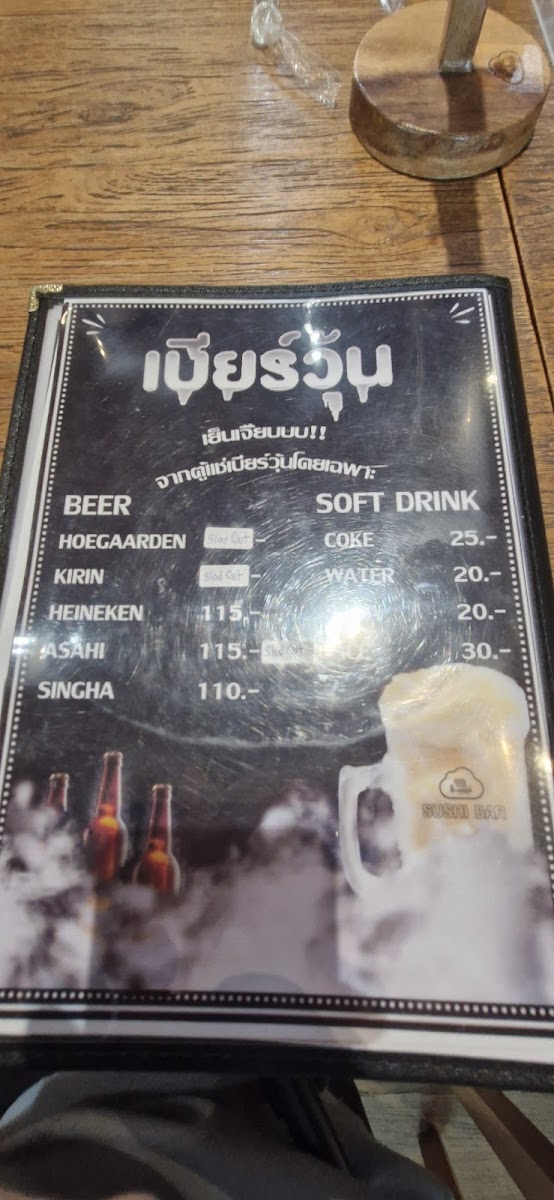 เบียร์วุ้น
เย็นเจี๊ยบบบ!!
จากตู้แช่เบียร์วุ้นโดยเฉพาะ
BEER
HOEGAARDEN Slod Out -
KIRIN Slod Out -
HEINEKEN 115.-
ASAHI 115.- Slod Out
SINGHA 110.-
SOFT DRINK
COKE 25.-
WATER 20.-
20.-
30.-
SUSHI BAR